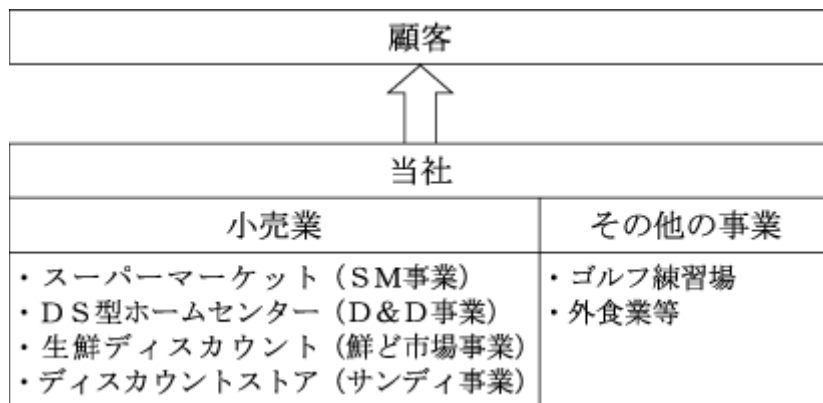 顧客
当社
小売業
・スーパーマーケット（ＳＭ事業）
・ＤＳ型ホームセンター（Ｄ＆Ｄ事業）
・生鮮ディスカウント（鮮ど市場事業）
・ディスカウントストア（サンディ事業）
その他の事業
・ゴルフ練習場
・外食業等